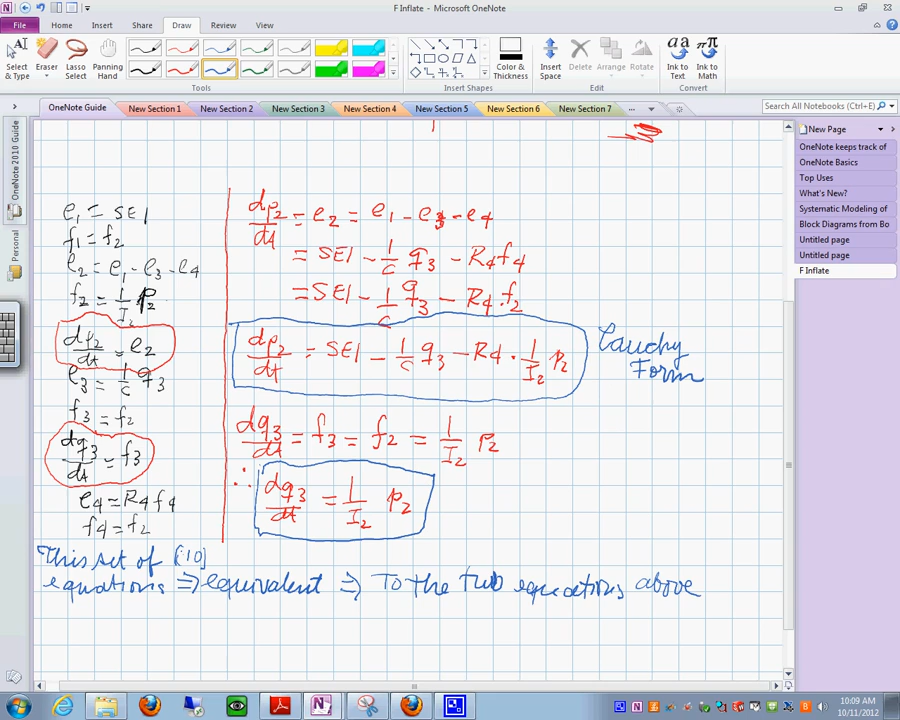 F Inflate - Microsoft OneNote
File Home Insert Share Draw Review View
Select & Type Eraser Lasso Select Panning Hand
Color & Thickness Insert Space Delete Arrange Rotate Ink to Text Ink to Math
Tools Insert Shapes Edit Convert
OneNote Guide New Section 1 New Section 2 New Section 3 New Section 4 New Section 5 New Section 6 New Section 7 ... Search All Notebooks (Ctrl+E)
OneNote 2010 Guide
Personal
New Page
OneNote keeps track of
OneNote Basics
Top Uses
What's New?
Systematic Modeling of
Block Diagrams from Bo
Untitled page
Untitled page
F Inflate
e1 = SE1
f1 = f2
e2 = e1 - e3 - e4
f2 = 1/I2 P2
dp2/dt = e2
e3 = 1/c q3
f3 = f2
dq3/dt = f3
e4 = R4f4
f4 = f2
dp2/dt = e2 = e1 - e3 - e4
= SE1 - 1/c q3 - R4f4
= SE1 - 1/c q3 - R4·f2
dp2/dt = SE1 - 1/c q3 - R4 · 1/I2 p2
Cauchy
Form
dq3/dt = f3 = f2 = 1/I2 p2
∴ dq3/dt = 1/I2 p2
This set of [10]
equations ⇒ equivalent ⇒ To the two equations above
10:09 AM
10/11/2012